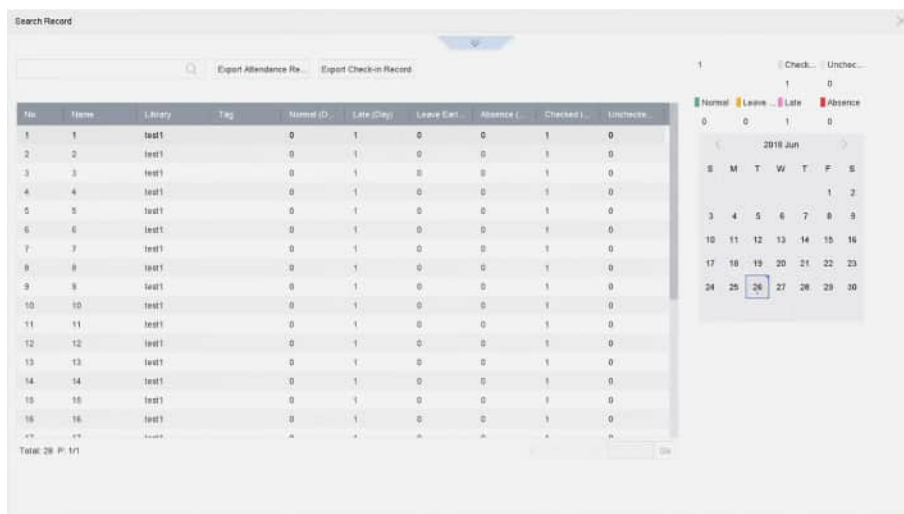 Search Record
Export Attendance Re... Export Check-in Record
No. Name Library Tag Normal (D... Late (Day) Leave Earl... Absence (... Checked i... Unchecke...
1 1 test1 0 1 0 0 1 0
2 2 test1 0 1 0 0 1 0
3 3 test1 0 1 0 0 1 0
4 4 test1 0 1 0 0 1 0
5 5 test1 0 1 0 0 1 0
6 6 test1 0 1 0 0 1 0
7 7 test1 0 1 0 0 1 0
8 8 test1 0 1 0 0 1 0
9 9 test1 0 1 0 0 1 0
10 10 test1 0 1 0 0 1 0
11 11 test1 0 1 0 0 1 0
12 12 test1 0 1 0 0 1 0
13 13 test1 0 1 0 0 1 0
14 14 test1 0 1 0 0 1 0
15 15 test1 0 1 0 0 1 0
16 16 test1 0 1 0 0 1 0
Total: 28 P: 1/1
Go
1 Check... Unchec...
1 0
Normal Leave ... Late Absence
0 0 1 0
2018 Jun
S M T W T F S
1 2
3 4 5 6 7 8 9
10 11 12 13 14 15 16
17 18 19 20 21 22 23
24 25 26 27 28 29 30